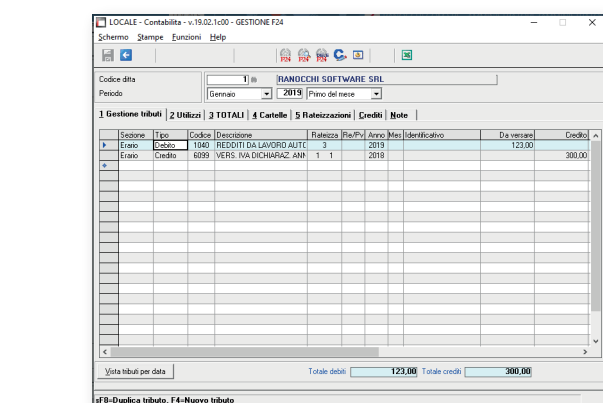 LOCALE - Contabilita - v.19.02.1c00 - GESTIONE F24
Schermo Stampe Funzioni Help
Codice ditta 1 RANOCCHI SOFTWARE SRL
Periodo Gennaio 2019 Primo del mese
1 Gestione tributi 2 Utilizzi 3 TOTALI 4 Cartelle 5 Rateizzazioni Crediti Note
Sezione Tipo Codice Descrizione Rateizza Re/Pv Anno Mes Identificativo Da versare Credito
Erario Debito 1040 REDDITI DA LAVORO AUTO 3 2019 123,00
Erario Credito 6099 VERS. IVA DICHIARAZ. ANN 1 1 2018 300,00
Vista tributi per data Totale debiti 123,00 Totale crediti 300,00
sF8=Duplica tributo, F4=Nuovo tributo